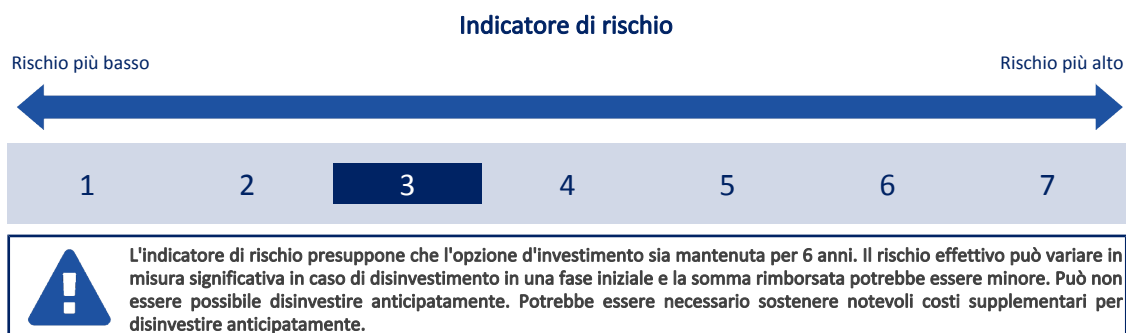 Indicatore di rischio
Rischio più basso
Rischio più alto
1 2 3 4 5 6 7
L'indicatore di rischio presuppone che l'opzione d'investimento sia mantenuta per 6 anni. Il rischio effettivo può variare in
misura significativa in caso di disinvestimento in una fase iniziale e la somma rimborsata potrebbe essere minore. Può non
essere possibile disinvestire anticipatamente. Potrebbe essere necessario sostenere notevoli costi supplementari per
disinvestire anticipatamente.